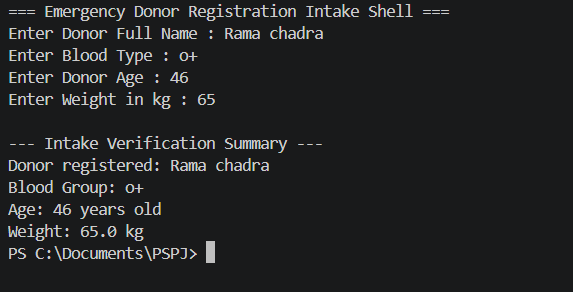 === Emergency Donor Registration Intake Shell ===
Enter Donor Full Name : Rama chadra
Enter Blood Type : o+
Enter Donor Age : 46
Enter Weight in kg : 65
--- Intake Verification Summary ---
Donor registered: Rama chadra
Blood Group: o+
Age: 46 years old
Weight: 65.0 kg
PS C:\Documents\PSPJ>